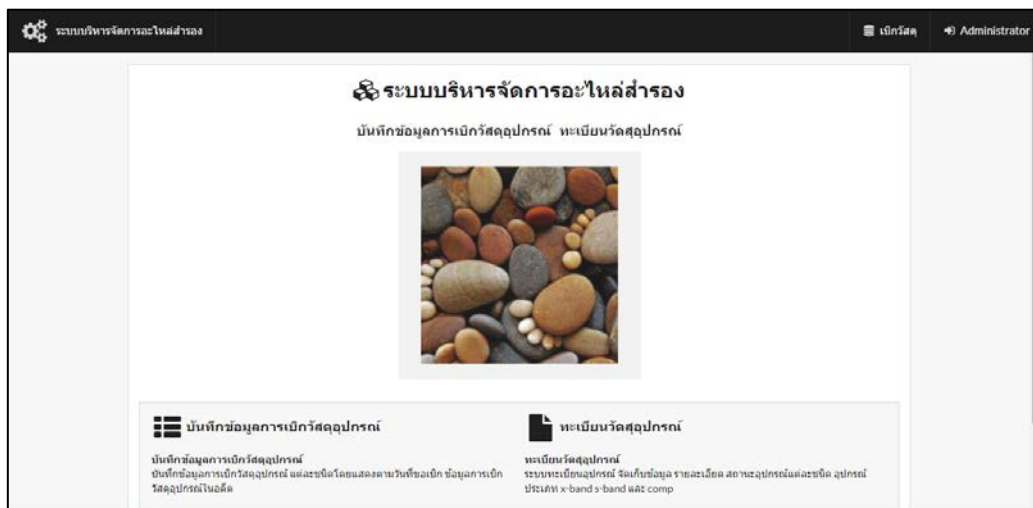 ระบบบริหารจัดการอะไหล่สำรอง
เบิกวัสดุ
Administrator
ระบบบริหารจัดการอะไหล่สำรอง
บันทึกข้อมูลการเบิกวัสดุอุปกรณ์ ทะเบียนวัดสุอุปกรณ์
บันทึกข้อมูลการเบิกวัสดุอุปกรณ์
บันทึกข้อมูลการเบิกวัสดุอุปกรณ์
บันทึกข้อมูลการเบิกวัสดุอุปกรณ์ แต่ละชนิดโดยแสดงตามวันที่ขอเบิก ข้อมูลการเบิก
วัสดุอุปกรณ์ในอดีต
ทะเบียนวัดสุอุปกรณ์
ทะเบียนวัดสุอุปกรณ์
ระบบทะเบียนอุปกรณ์ จัดเก็บข้อมูล รายละเอียด สถานะอุปกรณ์แต่ละชนิด อุปกรณ์
ประเภท x-band s-band และ comp